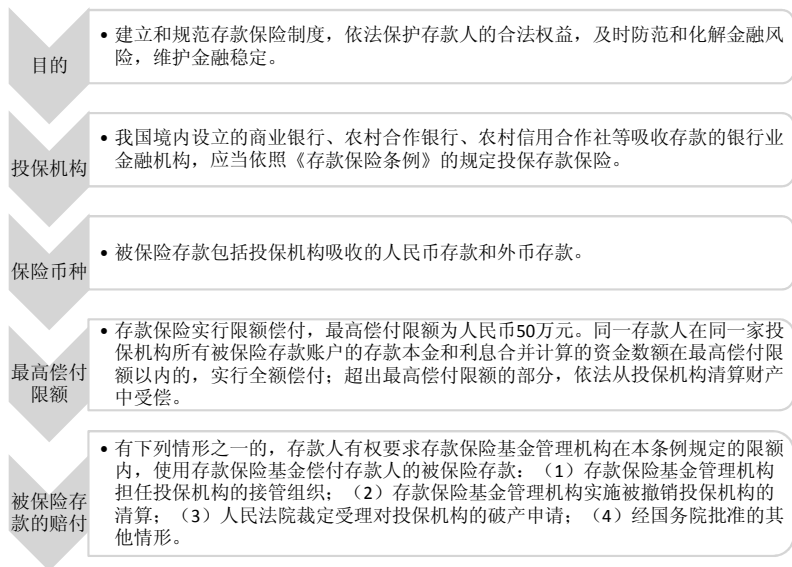 目的
• 建立和规范存款保险制度，依法保护存款人的合法权益，及时防范和化解金融风
险，维护金融稳定。
投保机构
• 我国境内设立的商业银行、农村合作银行、农村信用合作社等吸收存款的银行业
金融机构，应当依照《存款保险条例》的规定投保存款保险。
保险币种
• 被保险存款包括投保机构吸收的人民币存款和外币存款。
最高偿付
限额
• 存款保险实行限额偿付，最高偿付限额为人民币50万元。同一存款人在同一家投
保机构所有被保险存款账户的存款本金和利息合并计算的资金数额在最高偿付限
额以内的，实行全额偿付；超出最高偿付限额的部分，依法从投保机构清算财产
中受偿。
被保险存
款的赔付
• 有下列情形之一的，存款人有权要求存款保险基金管理机构在本条例规定的限额
内，使用存款保险基金偿付存款人的被保险存款：（1）存款保险基金管理机构
担任投保机构的接管组织；（2）存款保险基金管理机构实施被撤销投保机构的
清算；（3）人民法院裁定受理对投保机构的破产申请；（4）经国务院批准的其
他情形。